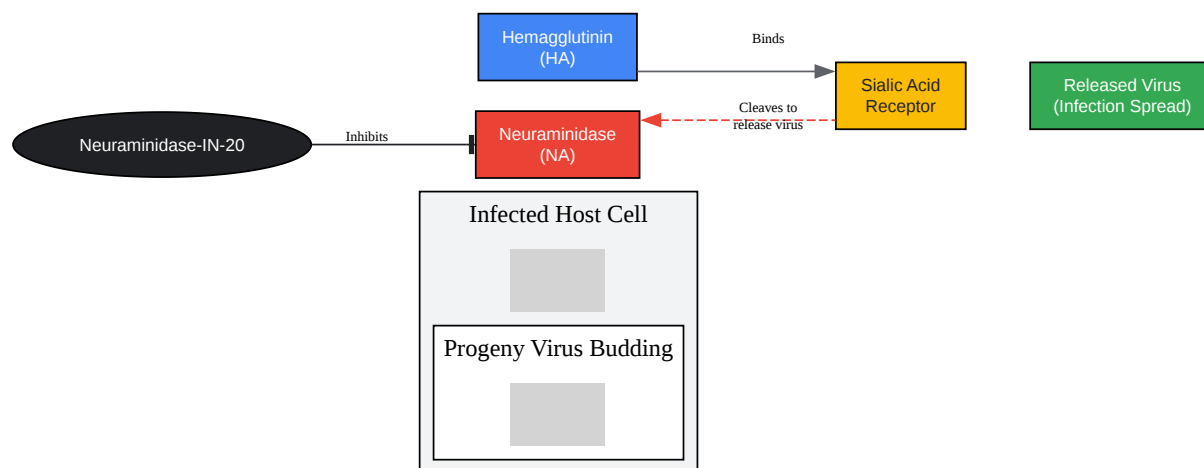 Hemagglutinin
(HA)
Binds
Sialic Acid
Receptor
Released Virus
(Infection Spread)
Neuraminidase-IN-20
Inhibits
Neuraminidase
(NA)
Cleaves to
release virus
Infected Host Cell
Progeny Virus Budding